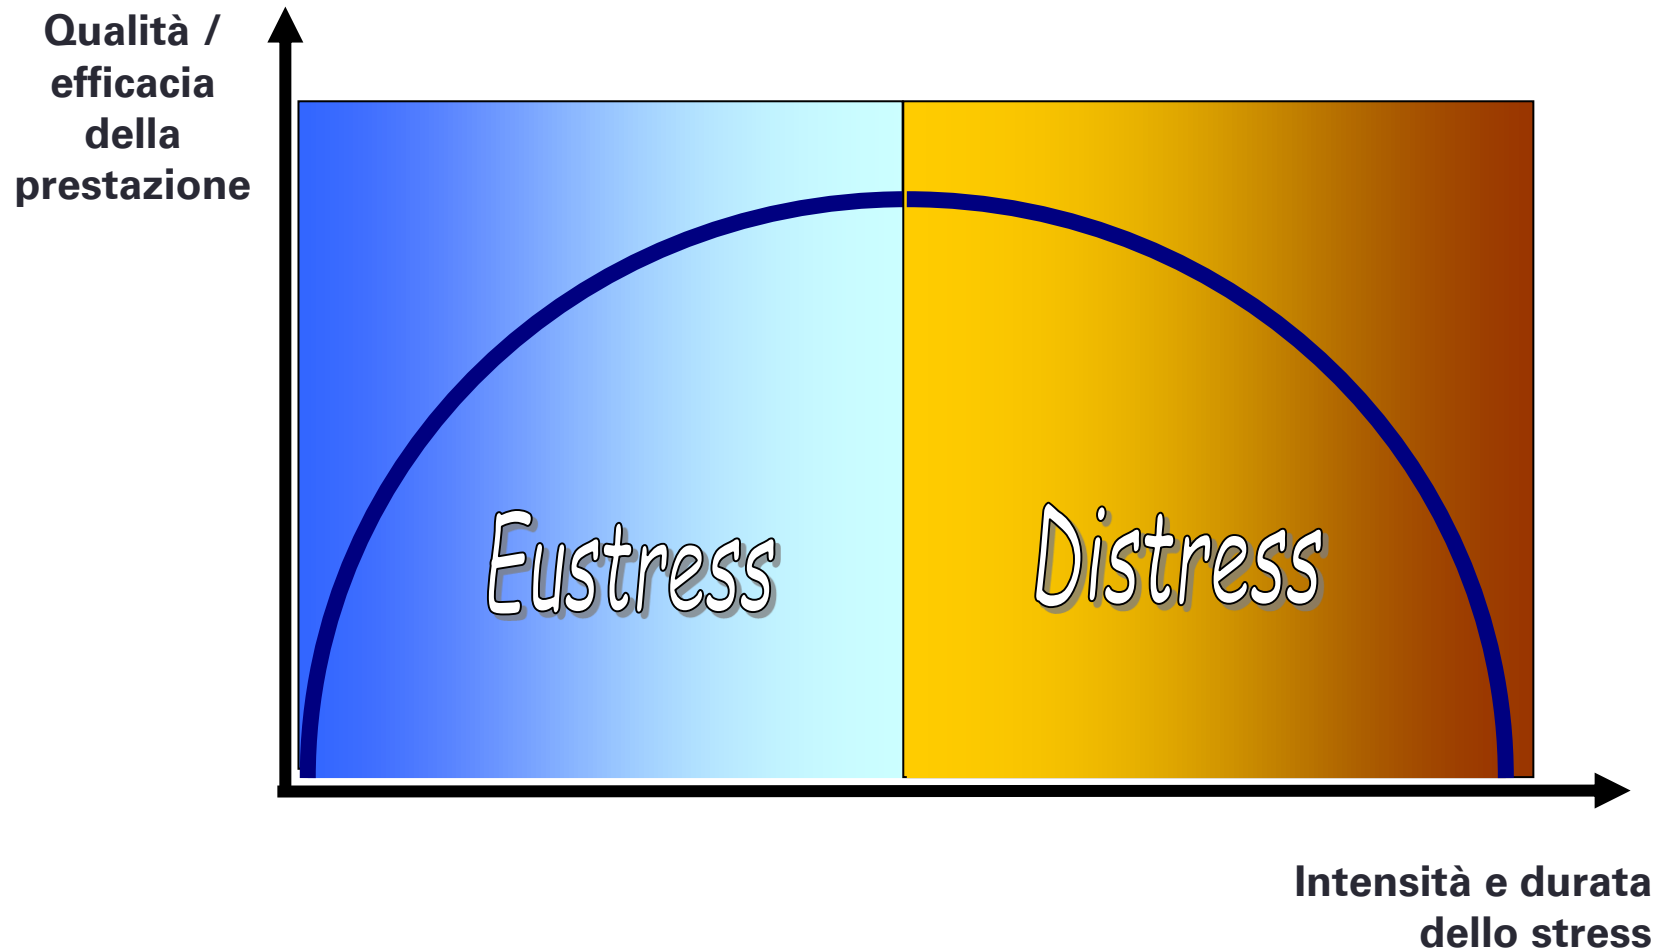 Qualità /
efficacia
della
prestazione
Eustress
Distress
Intensità e durata
dello stress